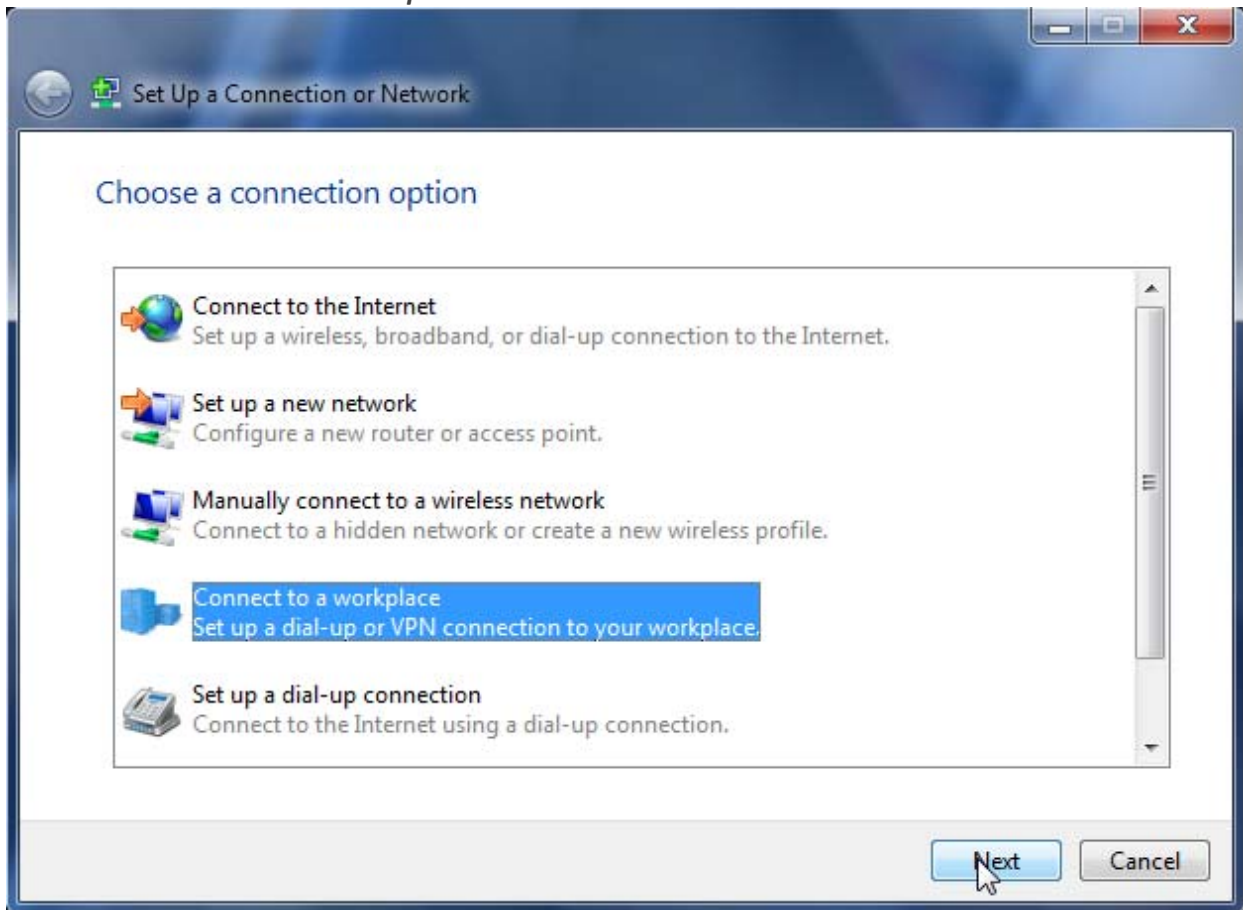 Set Up a Connection or Network
Choose a connection option
Connect to the Internet
Set up a wireless, broadband, or dial-up connection to the Internet.
Set up a new network
Configure a new router or access point.
Manually connect to a wireless network
Connect to a hidden network or create a new wireless profile.
Connect to a workplace
Set up a dial-up or VPN connection to your workplace.
Set up a dial-up connection
Connect to the Internet using a dial-up connection.
Next Cancel